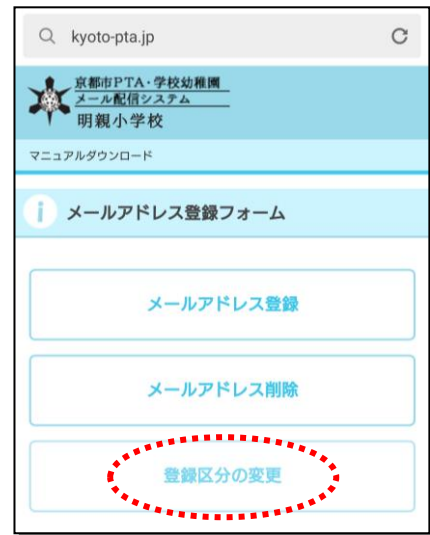 kyoto-pta.jp
京都市PTA・学校幼稚園
メール配信システム
明親小学校
マニュアルダウンロード
i メールアドレス登録フォーム
メールアドレス登録
メールアドレス削除
登録区分の変更